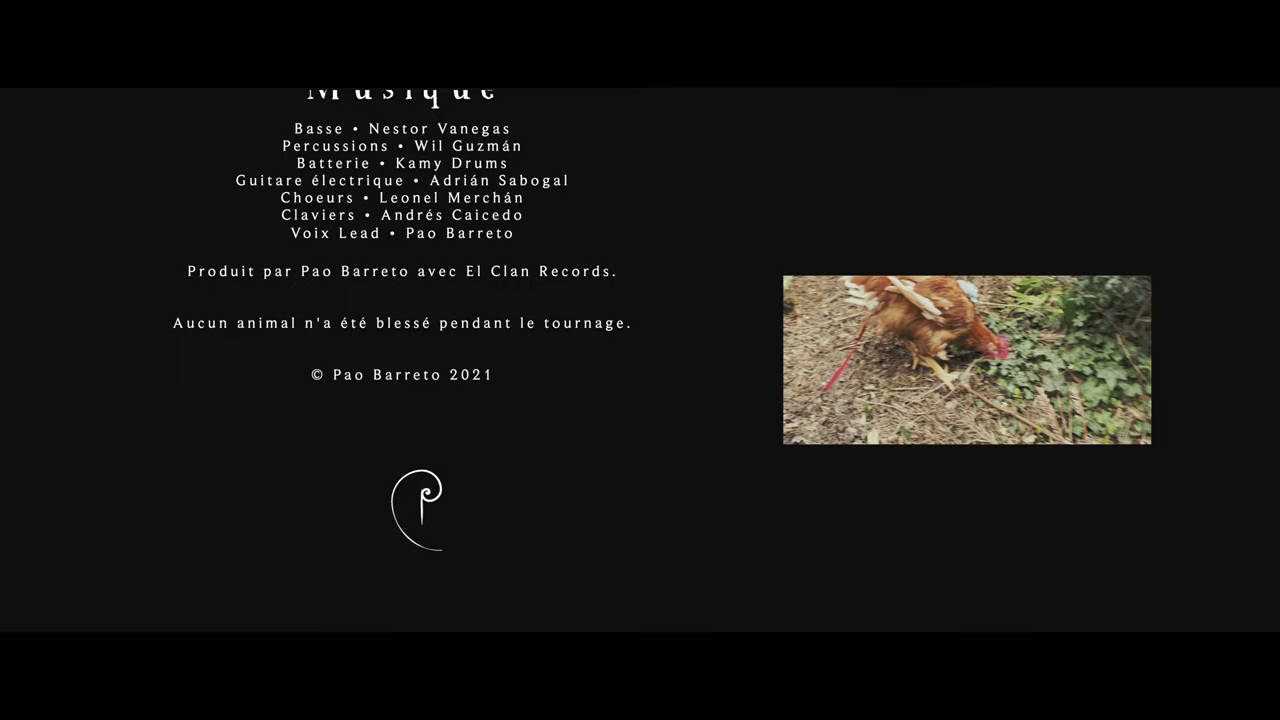 Musique
Basse • Nestor Vanegas
Percussions • Wil Guzmán
Batterie • Kamy Drums
Guitare électrique • Adrián Sabogal
Choeurs • Leonel Merchán
Claviers • Andrés Caicedo
Voix Lead • Pao Barreto
Produit par Pao Barreto avec El Clan Records.
Aucun animal n'a été blessé pendant le tournage.
© Pao Barreto 2021